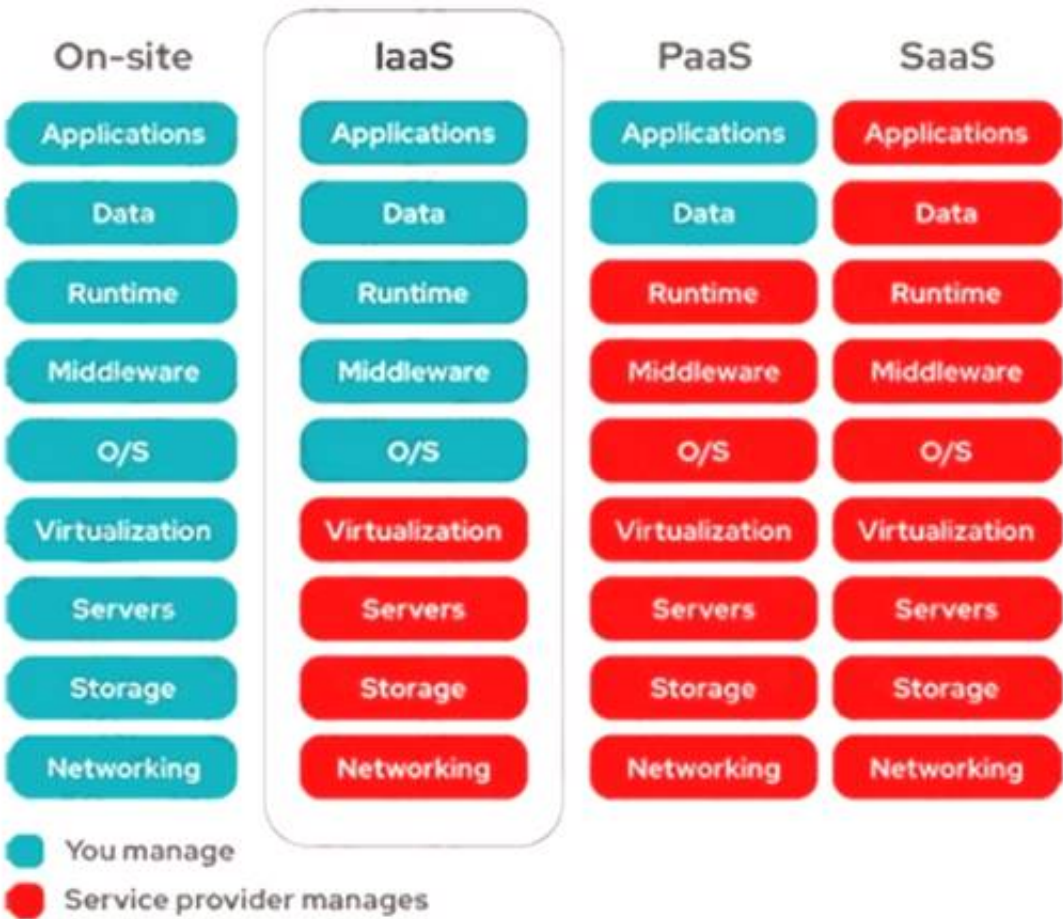 On-site IaaS PaaS SaaS
Applications Applications Applications Applications
Data Data Data Data
Runtime Runtime Runtime Runtime
Middleware Middleware Middleware Middleware
O/S O/S O/S O/S
Virtualization Virtualization Virtualization Virtualization
Servers Servers Servers Servers
Storage Storage Storage Storage
Networking Networking Networking Networking
You manage
Service provider manages